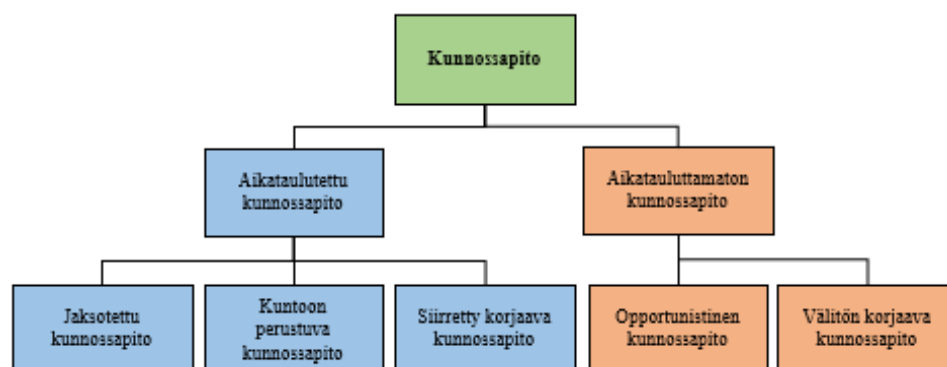 Kunnossapito
Aikataulutettu
kunnossapito
Aikatauluttamaton
kunnossapito
Jaksotettu
kunnossapito
Kuntoon
perustuva
kunnossapito
Siirretty korjaava
kunnossapito
Opportunistinen
kunnossapito
Välitön korjaava
kunnossapito